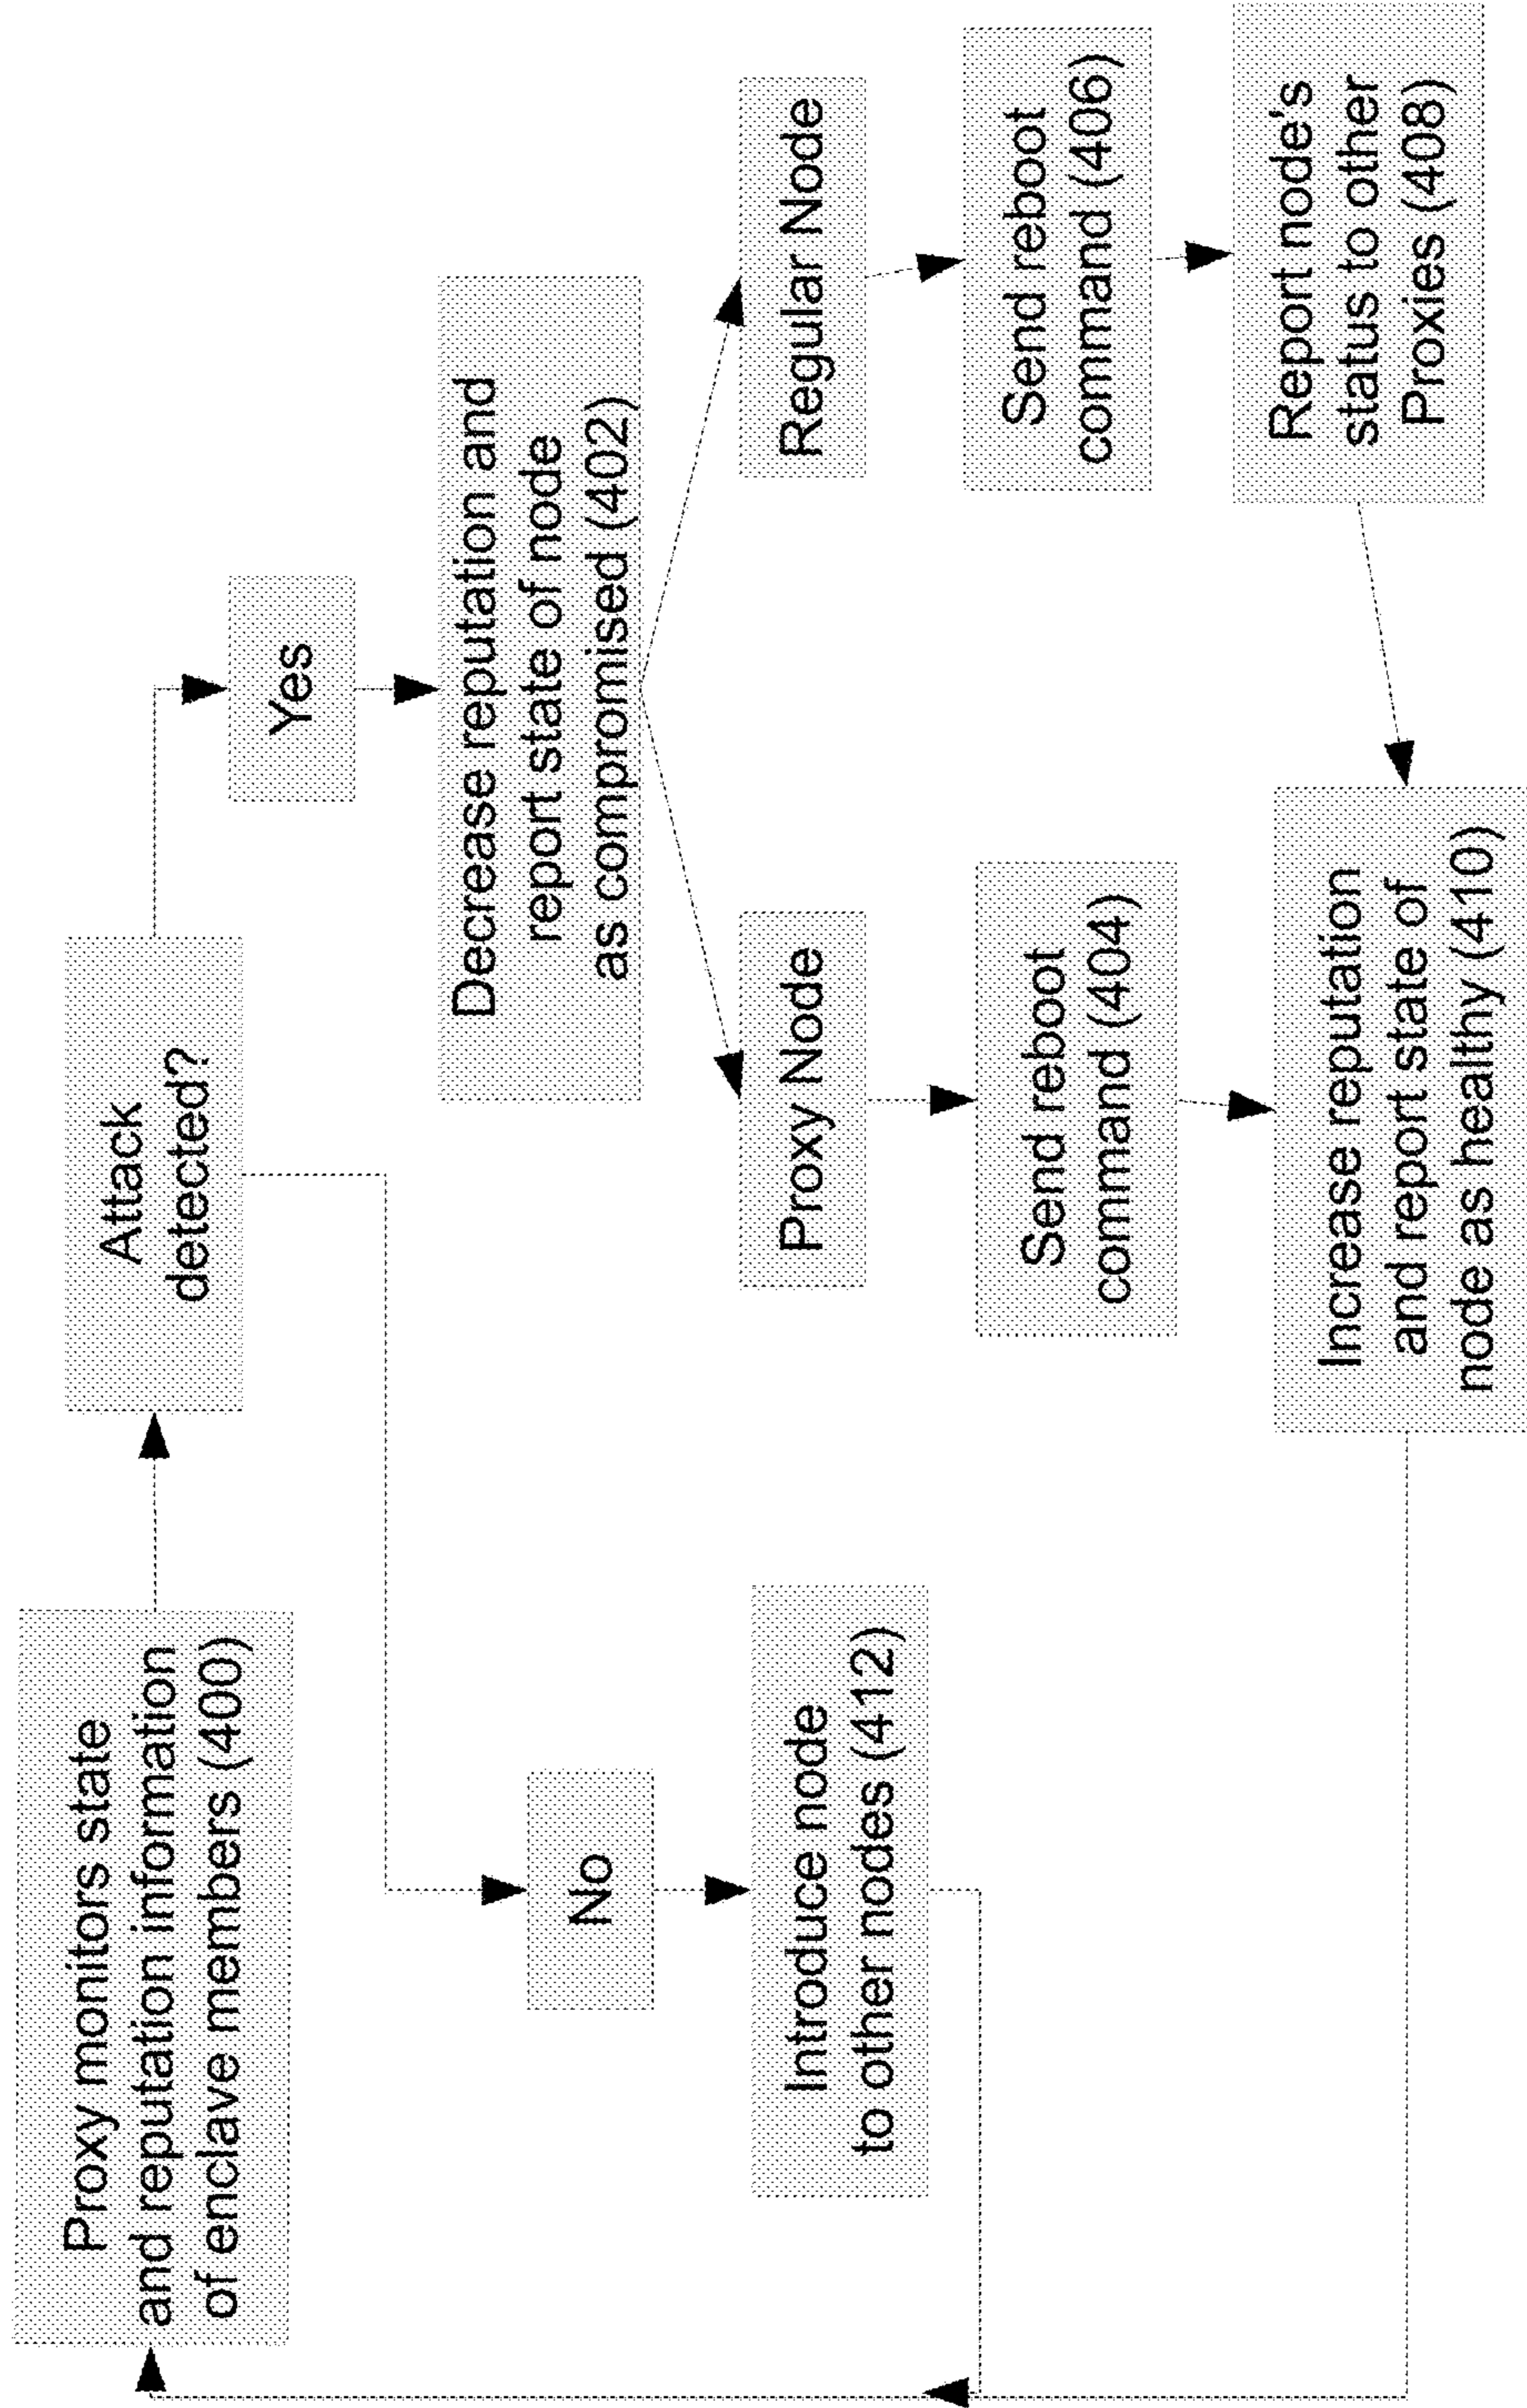 Proxy monitors state
and reputation information
of enclave members (400)
Attack
detected?
Yes
Decrease reputation and
report state of node
as compromised (402)
No
Introduce node
to other nodes (412)
Proxy Node
Regular Node
Send reboot
command (404)
Send reboot
command (406)
Report node's
status to other
Proxies (408)
Increase reputation
and report state of
node as healthy (410)